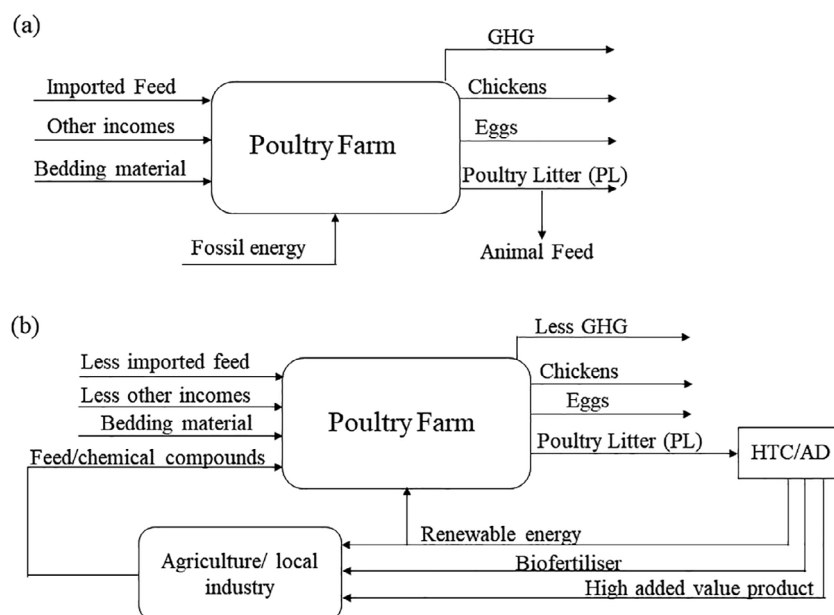 (a)
GHG
Imported Feed
Chickens
Other incomes
Poultry Farm
Eggs
Bedding material
Poultry Litter (PL)
Fossil energy
Animal Feed
(b)
Less GHG
Less imported feed
Chickens
Less other incomes
Eggs
Bedding material
Poultry Farm
Poultry Litter (PL)
HTC/AD
Feed/chemical compounds
Renewable energy
Agriculture/ local
industry
Biofertiliser
High added value product